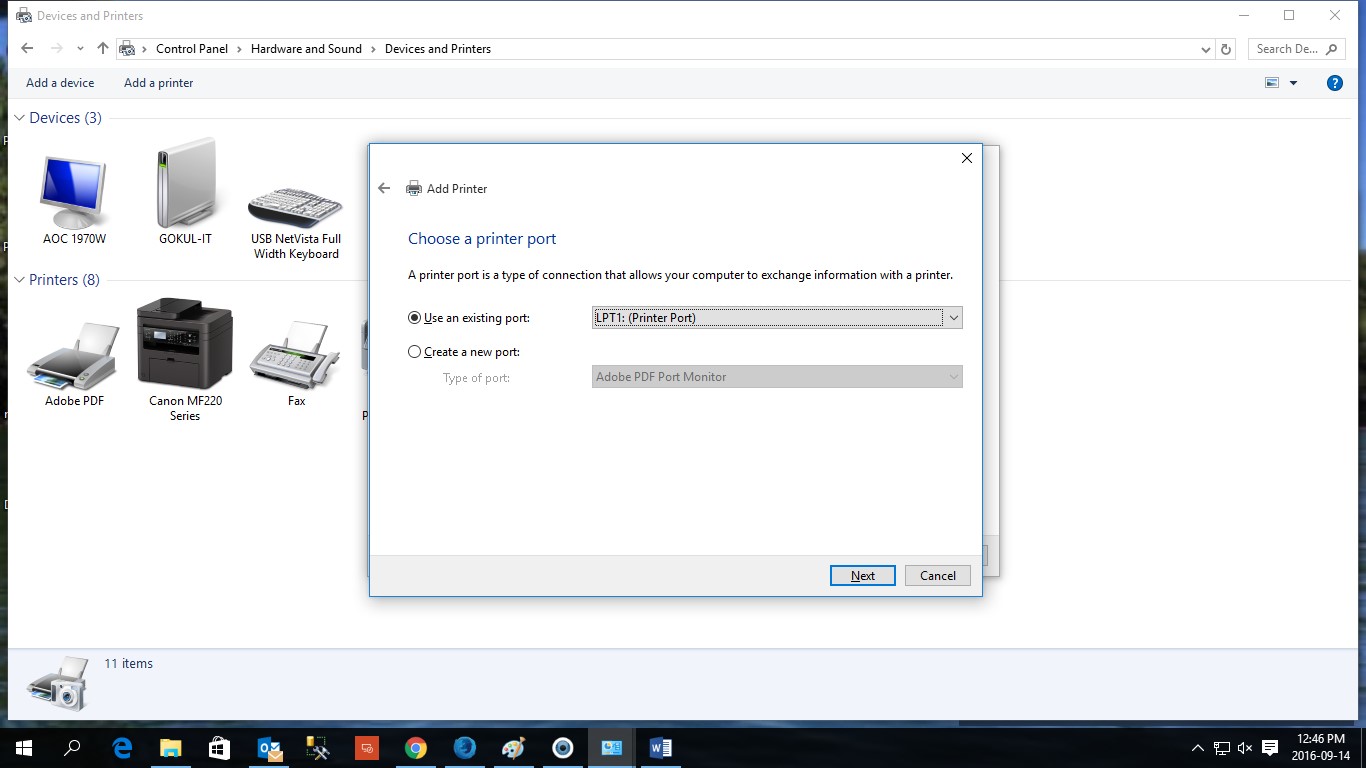 Devices and Printers
Control Panel > Hardware and Sound > Devices and Printers
Search De...
Add a device Add a printer
Devices (3)
AOC 1970W
GOKUL-IT
USB NetVista Full
Width Keyboard
Printers (8)
Adobe PDF
Canon MF220
Series
Fax
P
Add Printer
Choose a printer port
A printer port is a type of connection that allows your computer to exchange information with a printer.
Use an existing port: LPT1: (Printer Port)
Create a new port:
Type of port: Adobe PDF Port Monitor
Next Cancel
11 items
12:46 PM
2016-09-14